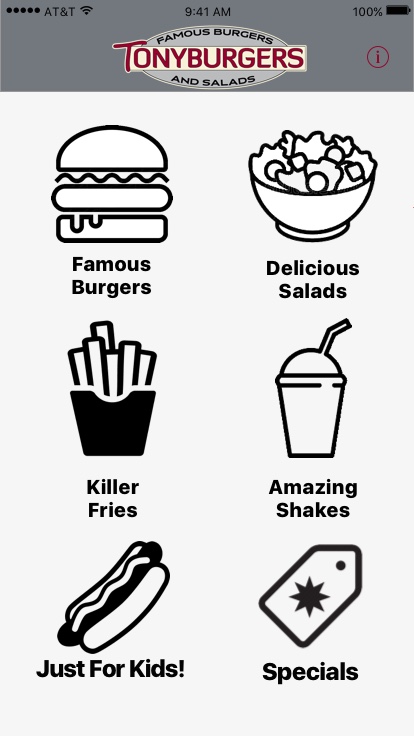 AT&T 9:41 AM 100%
FAMOUS BURGERS
TONYBURGERS
AND SALADS
i
Famous
Burgers
Delicious
Salads
Killer
Fries
Amazing
Shakes
Just For Kids!
Specials